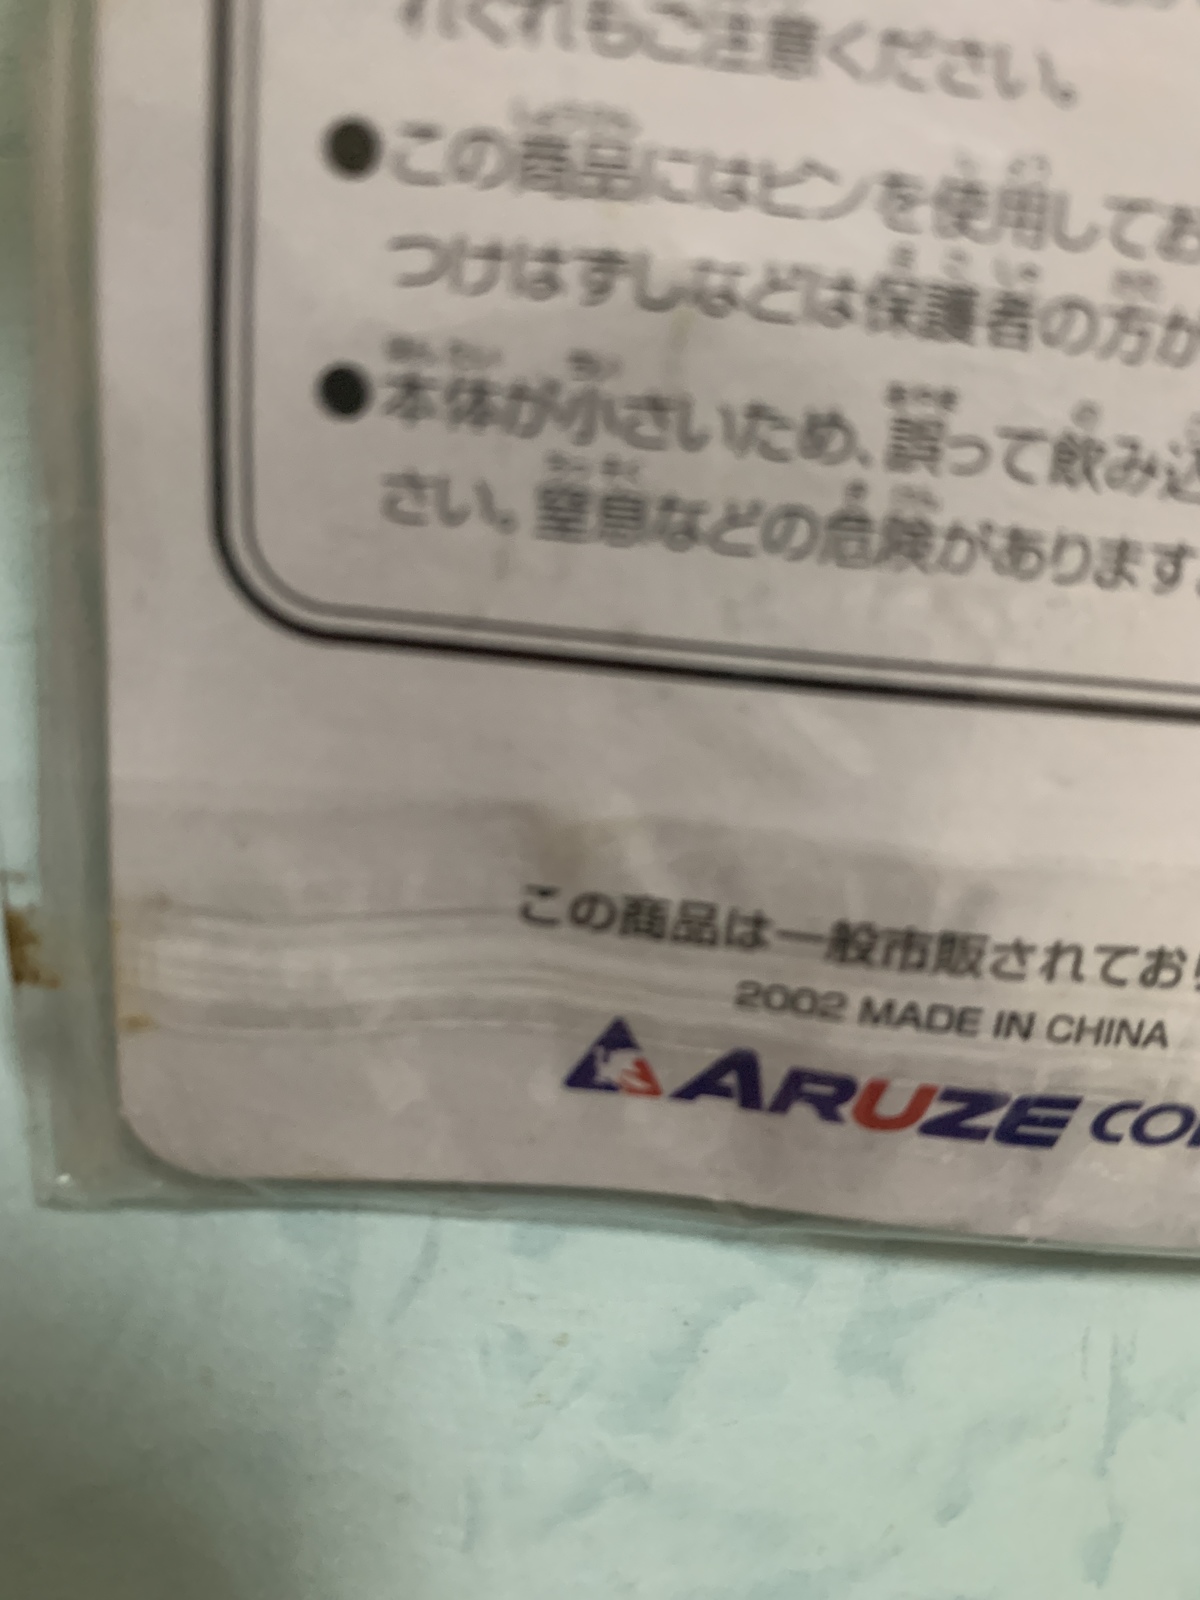 れぐれもご注意ください。
●この商品にはピンを使用してお
つけはずしなどは保護者の方が
●本体が小さいため、誤って飲み込
さい。窒息などの危険があります。
この商品は一般市販されてお
2002 MADE IN CHINA
ARUZE CO